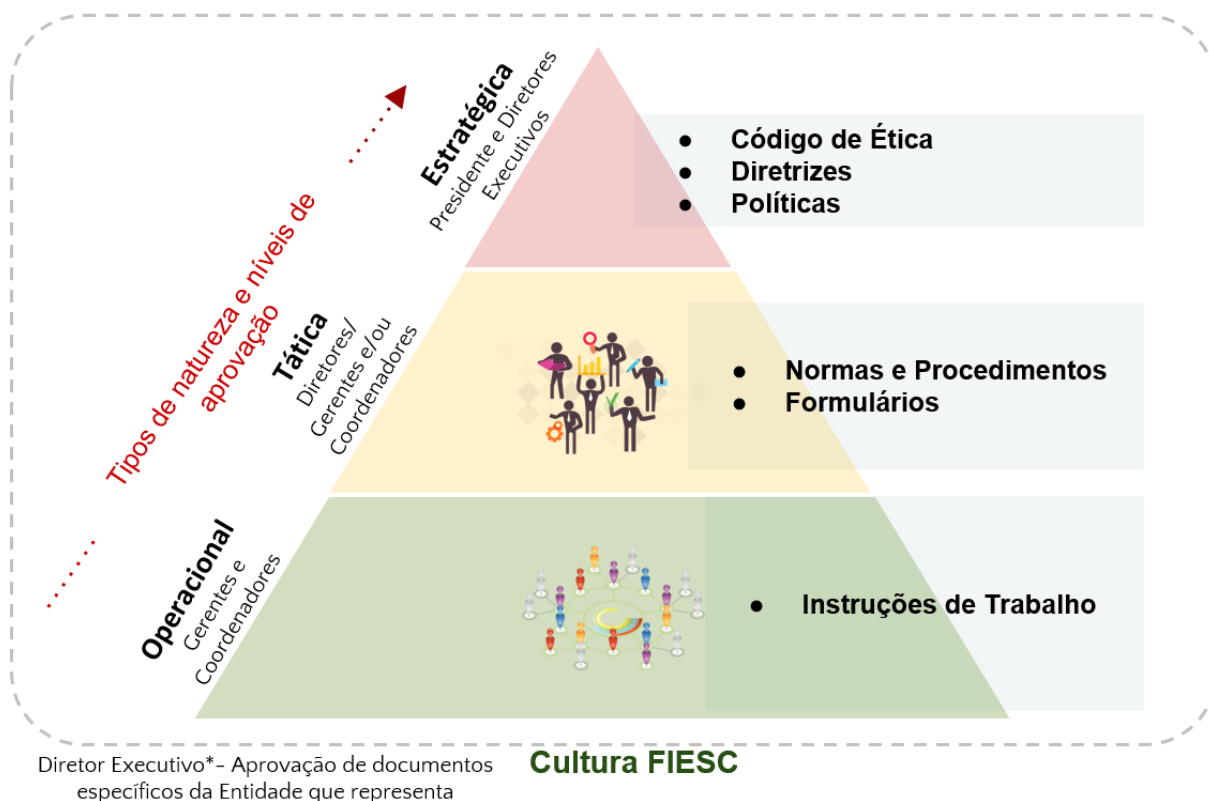 Tipos de natureza e níveis de
aprovação
Estratégica
Presidente e Diretores
Executivos
● Código de Ética
● Diretrizes
● Políticas
Tática
Diretores/
Gerentes e/ou
Coordenadores
● Normas e Procedimentos
● Formulários
Operacional
Gerentes e
Coordenadores
● Instruções de Trabalho
Diretor Executivo*- Aprovação de documentos
específicos da Entidade que representa
Cultura FIESC